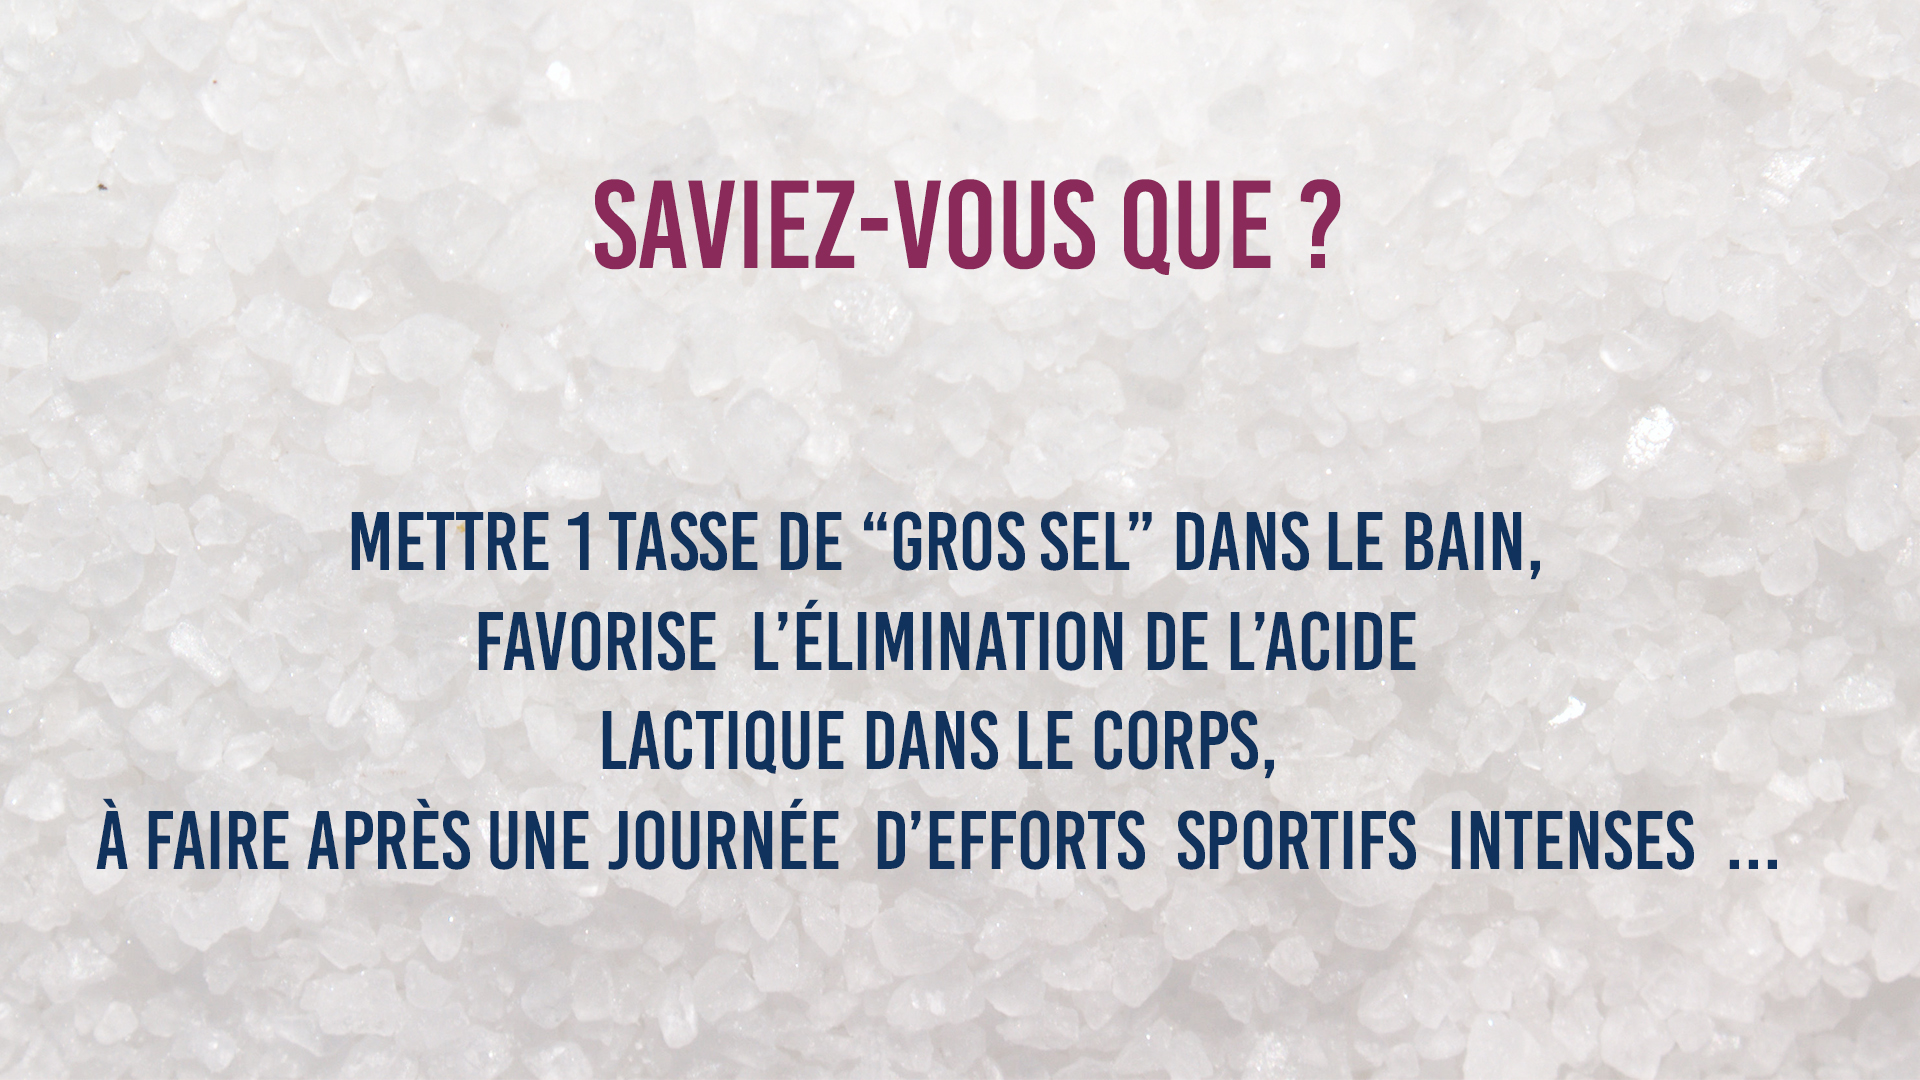 SAVIEZ-VOUS QUE ?
METTRE 1 TASSE DE “GROS SEL” DANS LE BAIN,
FAVORISE L’ÉLIMINATION DE L’ACIDE
LACTIQUE DANS LE CORPS,
À FAIRE APRÈS UNE JOURNÉE D’EFFORTS SPORTIFS INTENSES ...